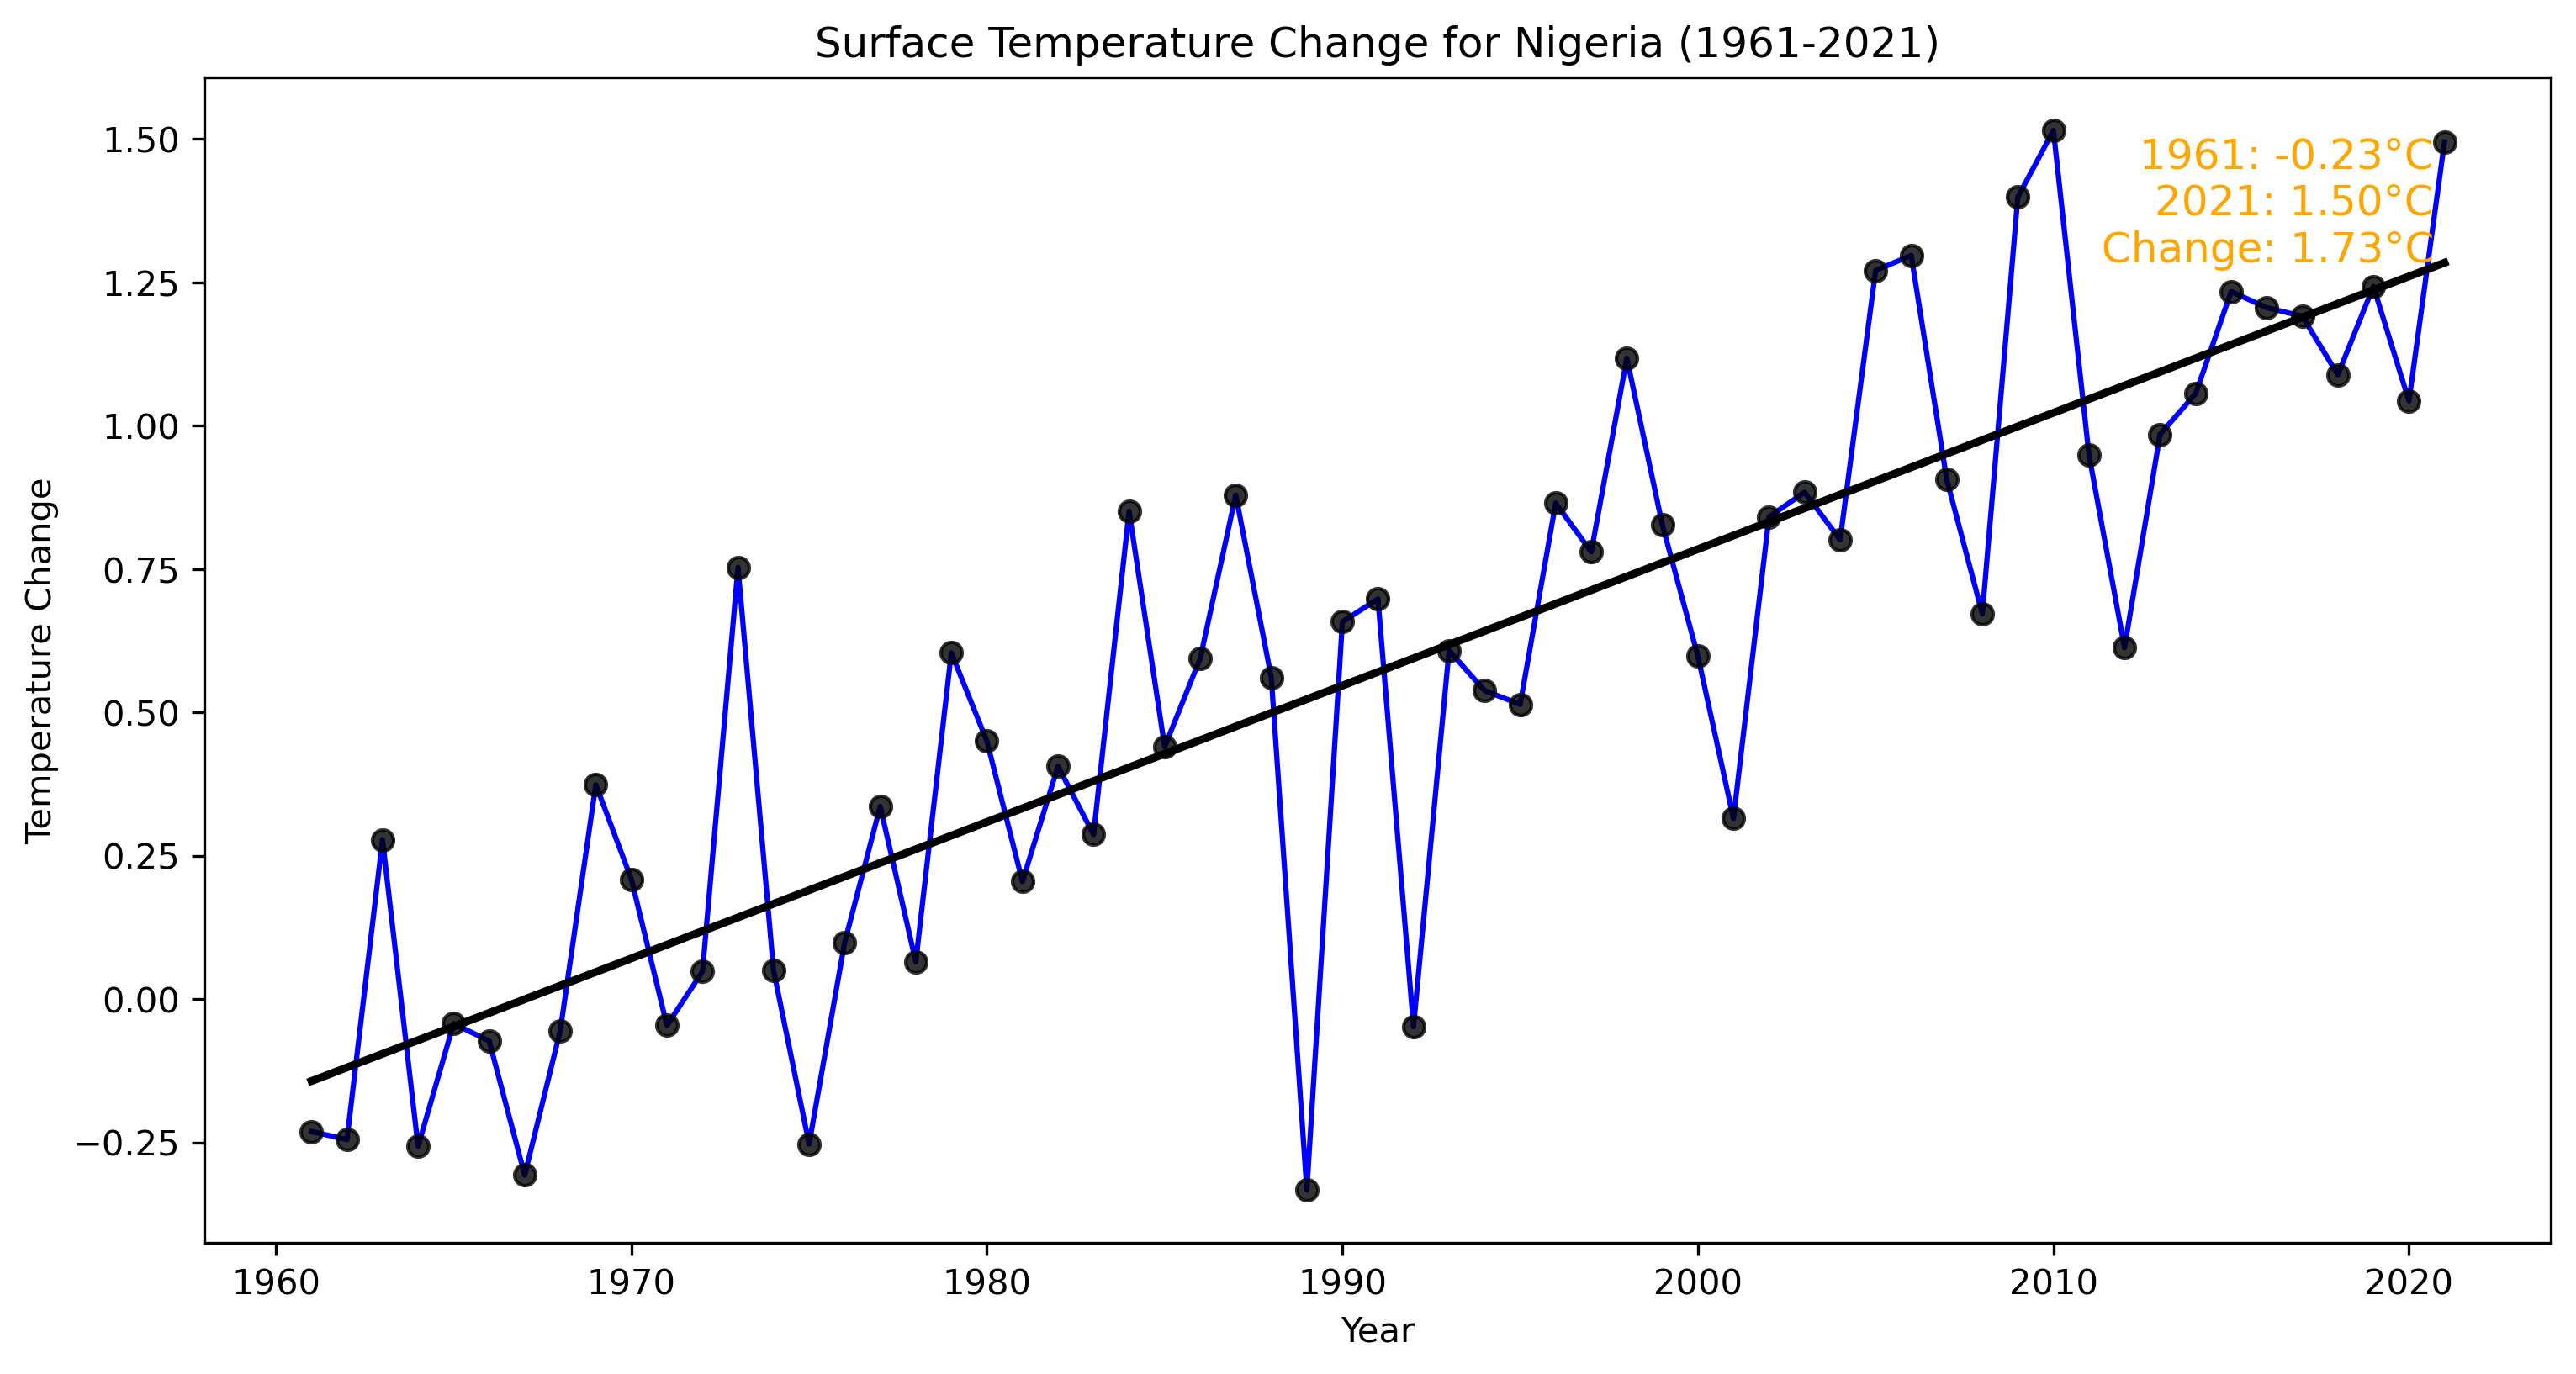 Surface Temperature Change for Nigeria (1961-2021)
1961: -0.23°C
2021: 1.50°C
Change: 1.73°C
Temperature Change
1.50
1.25
1.00
0.75
0.50
0.25
0.00
−0.25
1960 1970 1980 1990 2000 2010 2020
Year